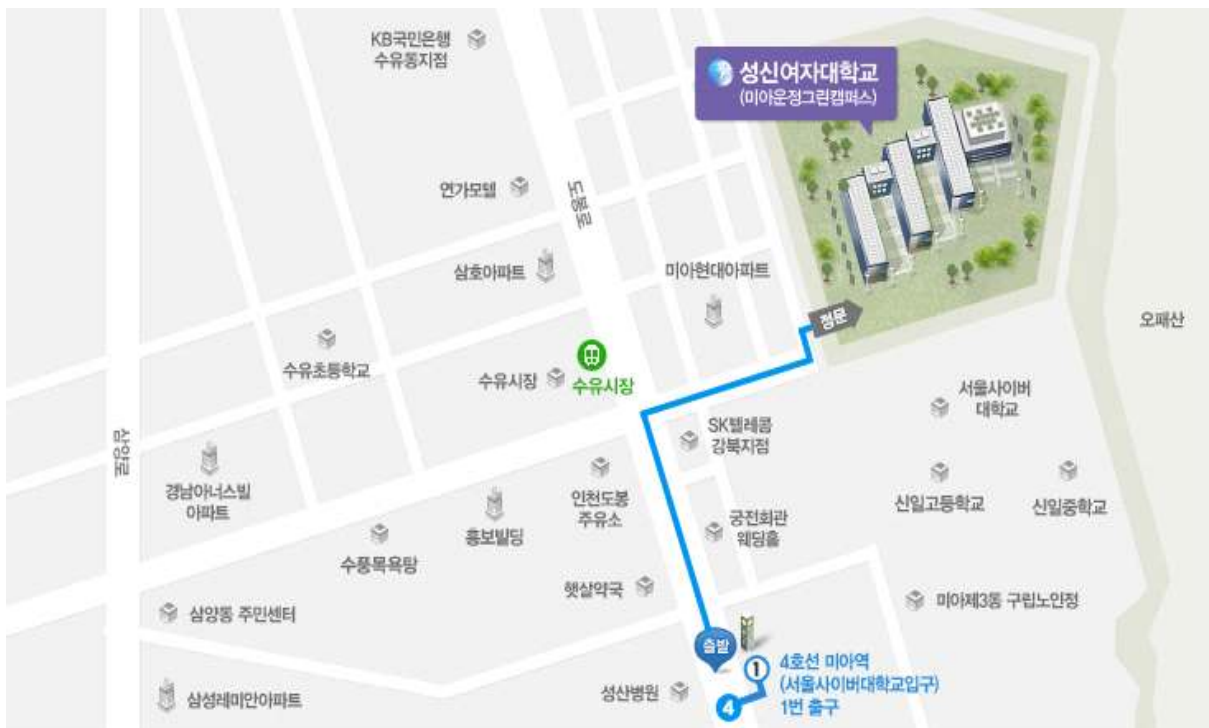 KB국민은행
수유동지점
성신여자대학교
(미아운정그린캠퍼스)
연가모텔
도봉로
삼호아파트
미아현대아파트
정문
오패산
수유초등학교
수유시장
수유시장
서울사이버
대학교
SK텔레콤
강북지점
삼양로
경남아너스빌
아파트
인천도봉
주유소
홍보빌딩
신일고등학교
신일중학교
궁전회관
웨딩홀
수풍목욕탕
햇살약국
미아제3동 구립노인정
삼양동 주민센터
출발
1
4호선 미아역
(서울사이버대학교입구)
1번 출구
성산병원
4
삼성레미안아파트